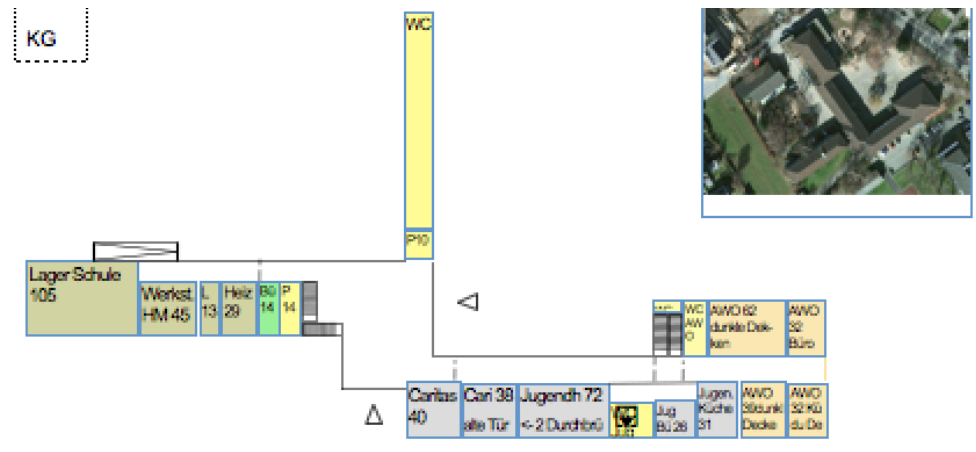 KG
WC
P10
Lager Schule
105
Werkst.
HM 45
L
13
Heiz
29
Bü
14
P
14
WC
AW
O
AWO 62
dunkle Dek-
ken
AWO
32
Büro
Caritas
40
Cari 38
alte Tür
Jugendh 72
<- 2 Durchbrü
Jug
Bü 26
Jugen.
Küche
31
AWO
39dunk
Decke
AWO
32 Kü
du De